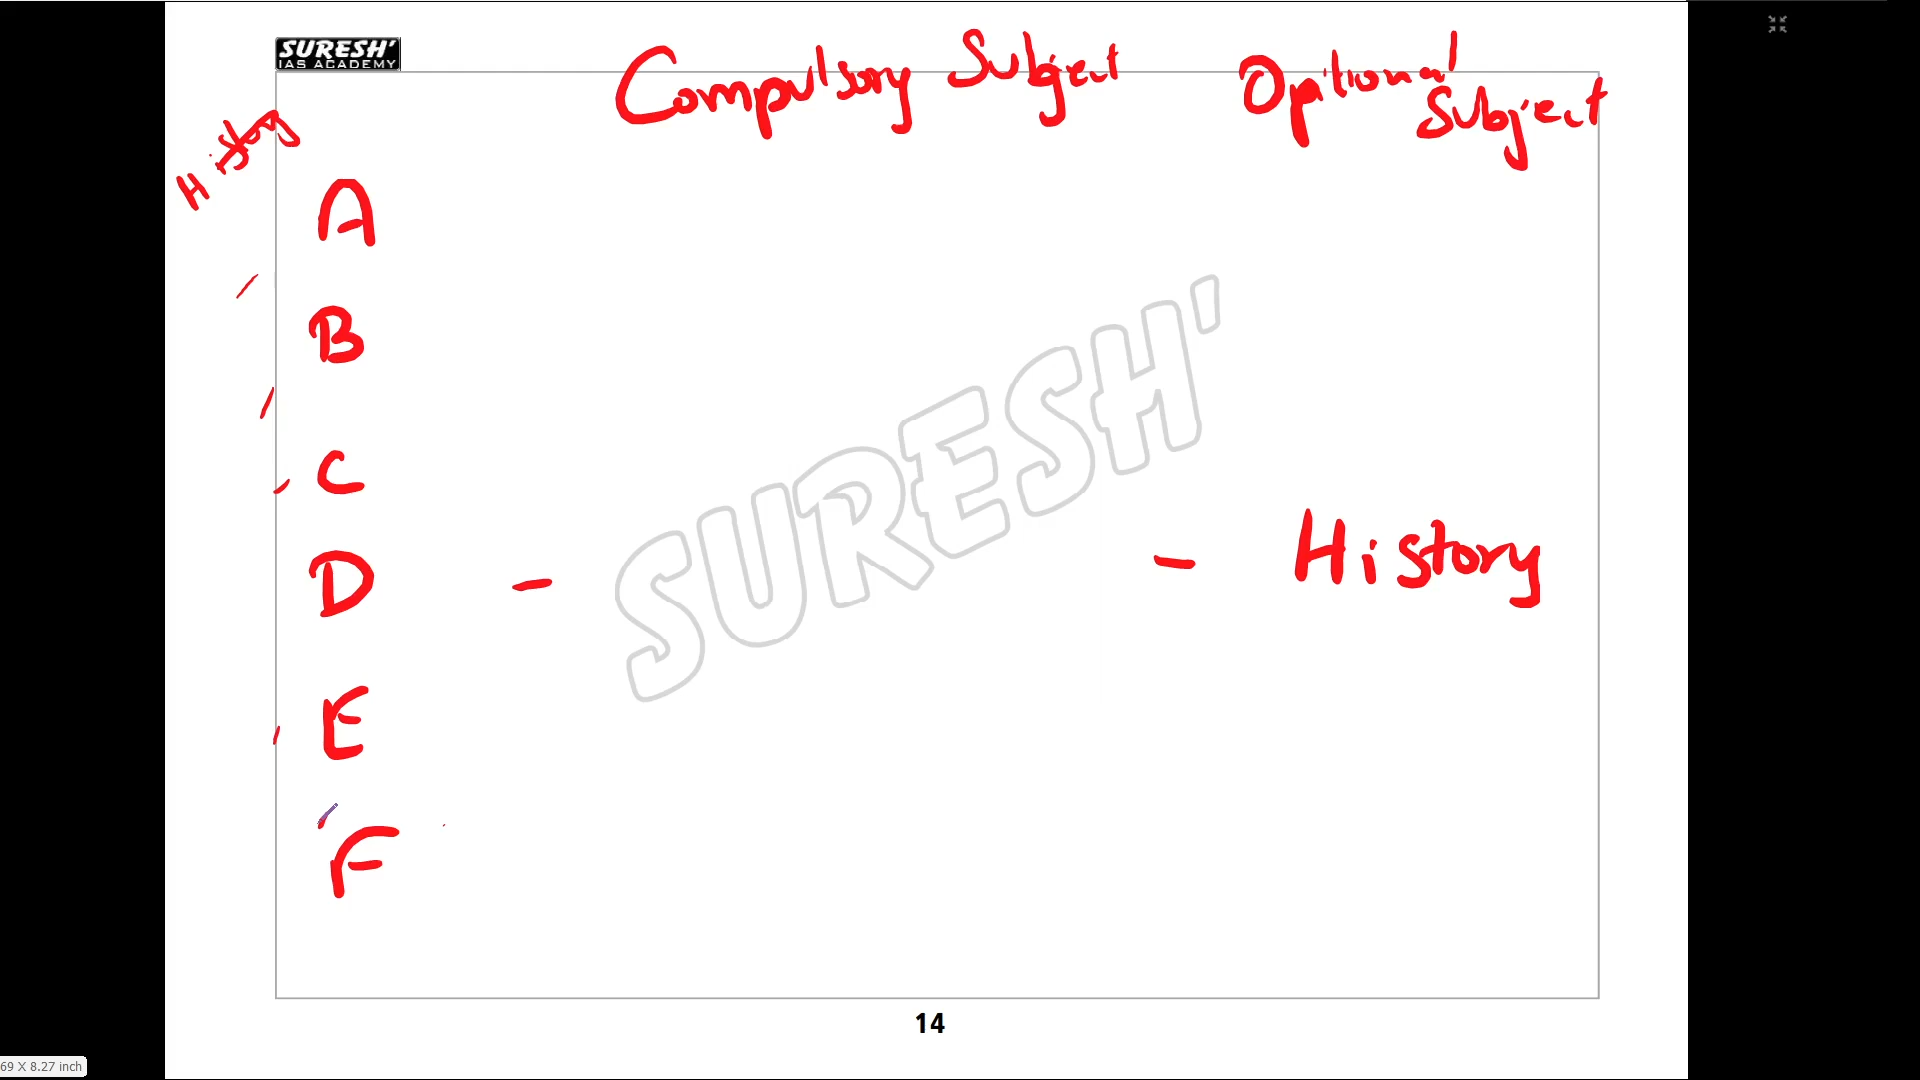 SURESH'
IAS ACADEMY
Compulsory Subject Optional Subject
History
A
B
C
D - - History
E
F
SURESH'
14
69 X 8.27 inch